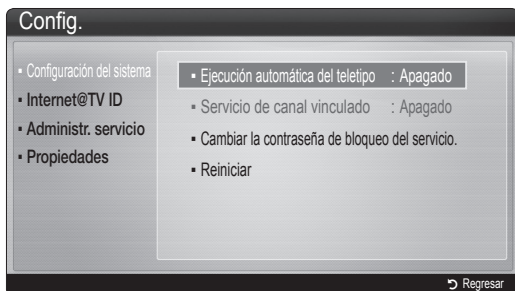 Config.
▪ Configuración del sistema
▪ Internet@TV ID
▪ Administr. servicio
▪ Propiedades
▪ Ejecución automática del teletipo : Apagado
▪ Servicio de canal vinculado : Apagado
▪ Cambiar la contraseña de bloqueo del servicio.
▪ Reiniciar
Regresar